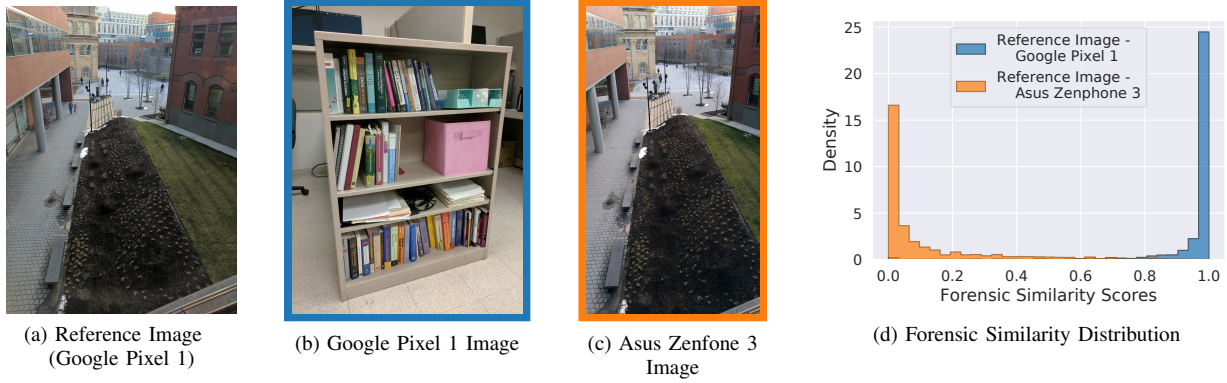 (a) Reference Image
(Google Pixel 1)
(b) Google Pixel 1 Image
(c) Asus Zenfone 3
Image
25
20
15
10
5
0
Density
Reference Image -
Google Pixel 1
Reference Image -
Asus Zenphone 3
0.0 0.2 0.4 0.6 0.8 1.0
Forensic Similarity Scores
(d) Forensic Similarity Distribution